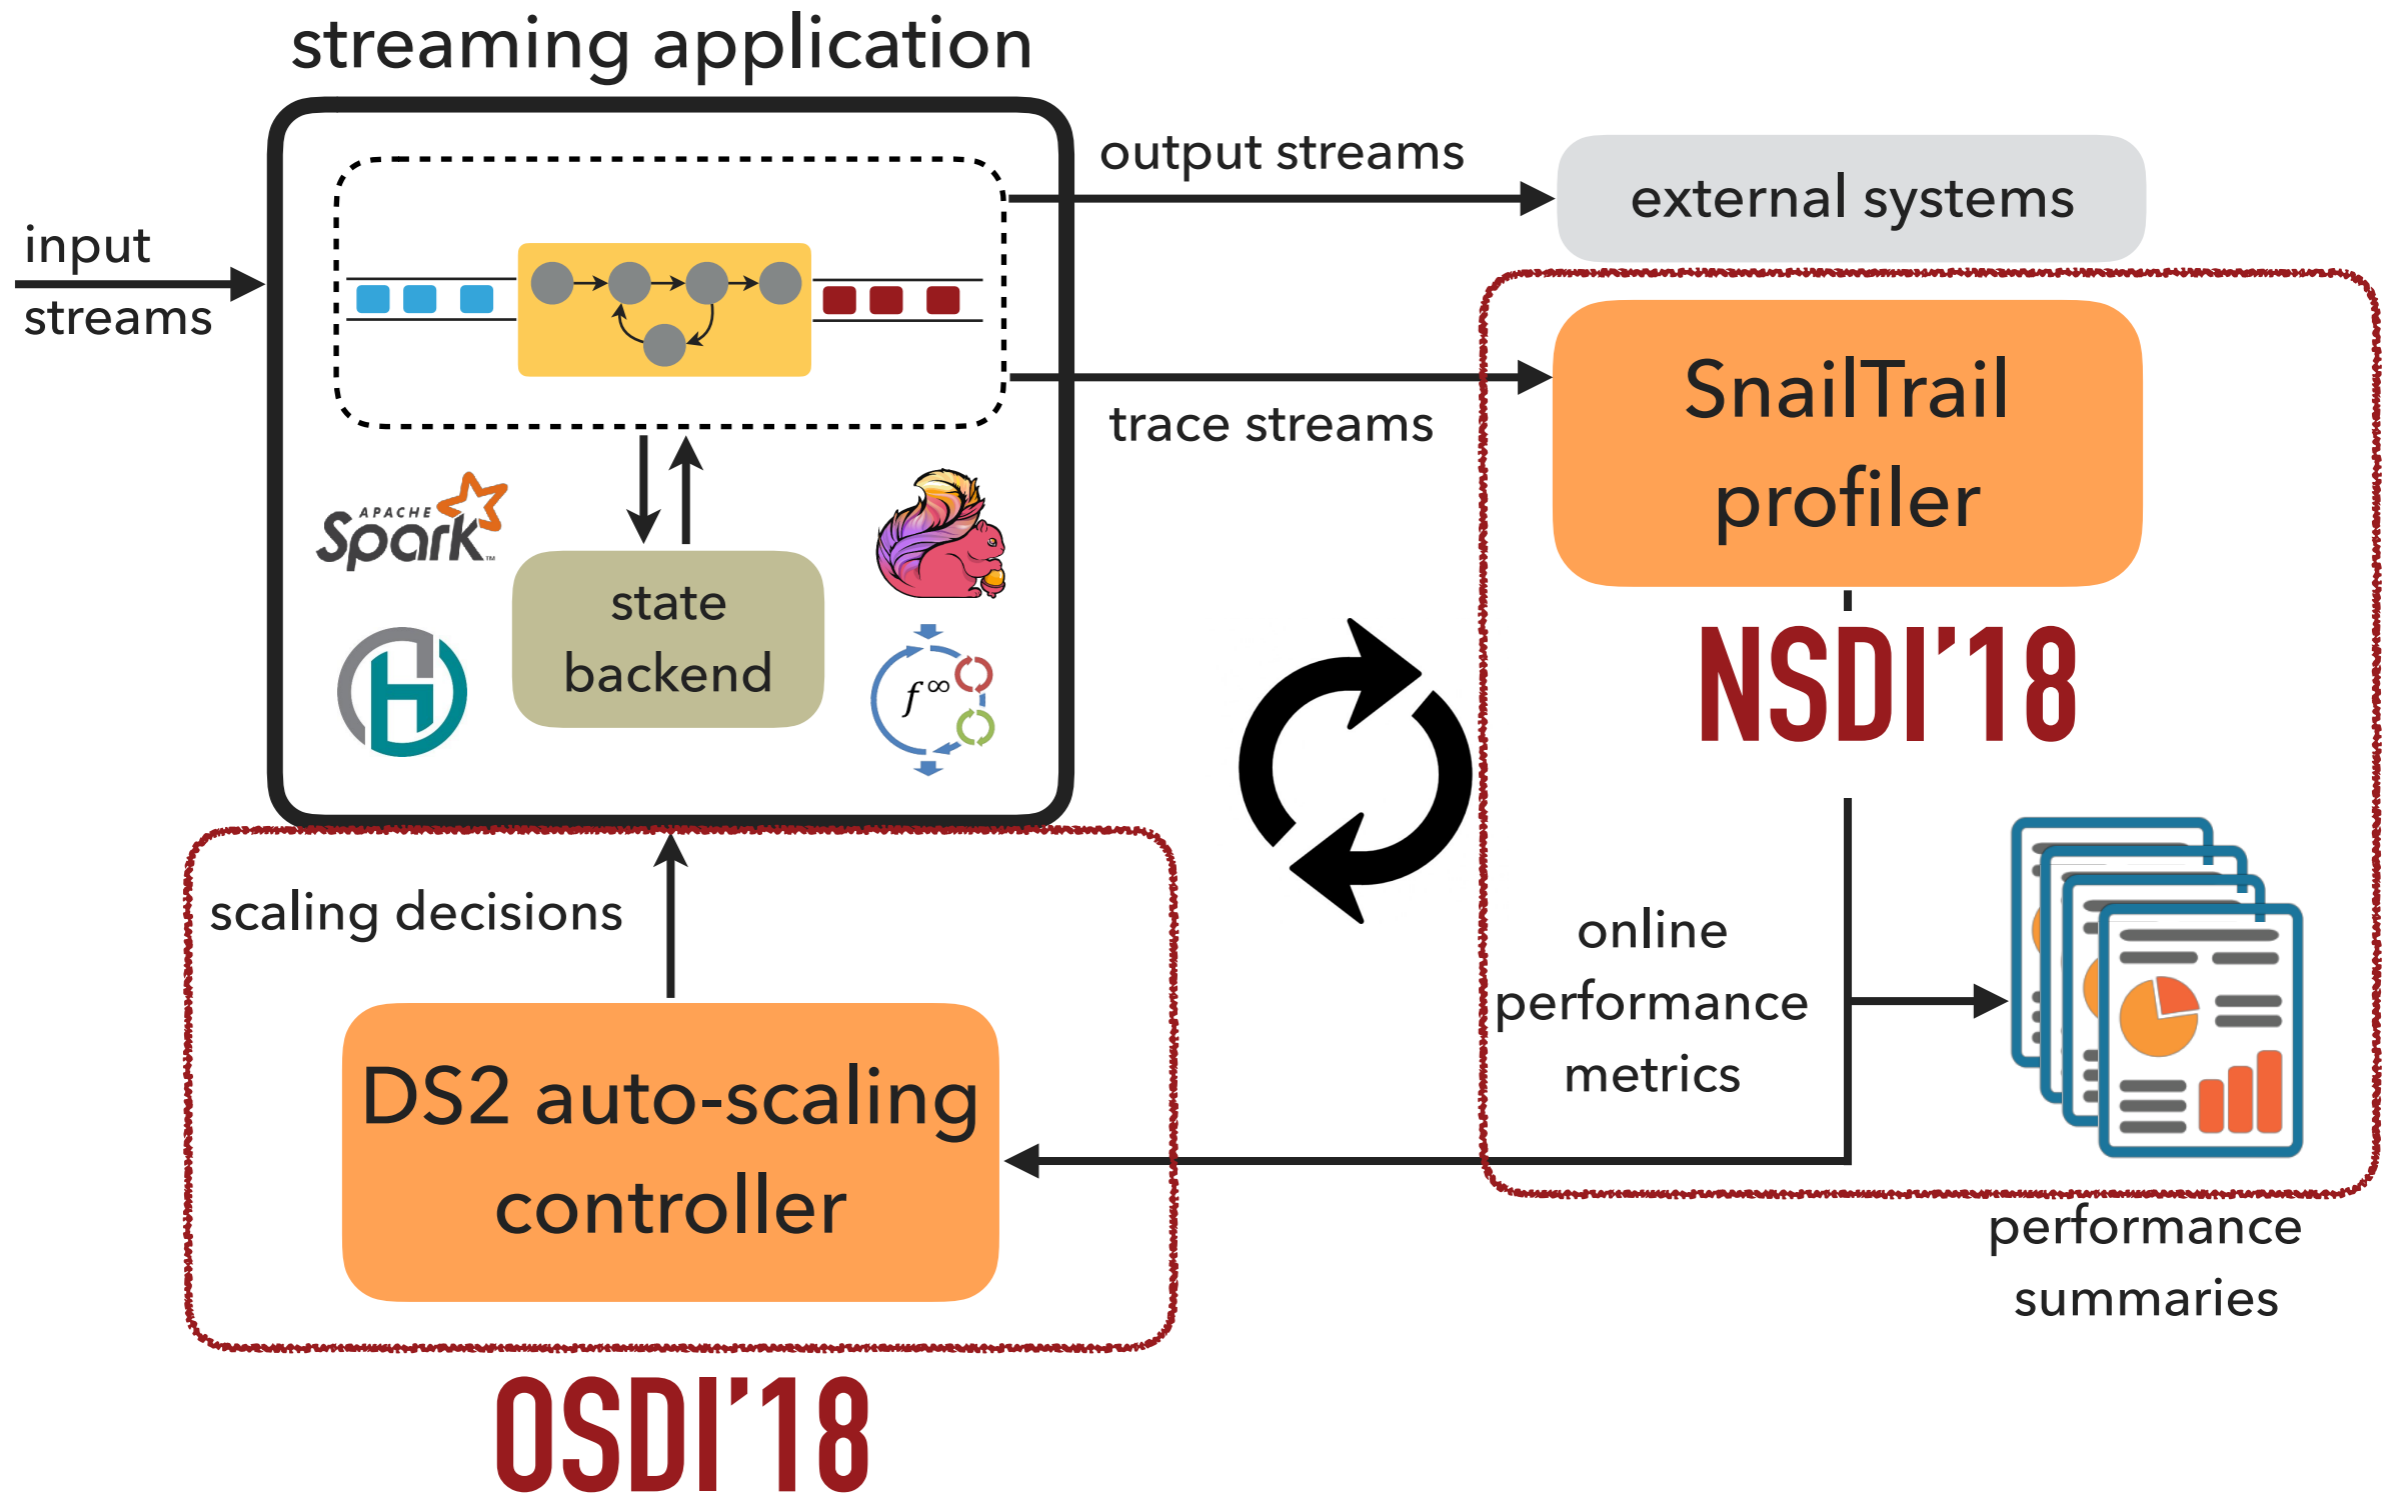 streaming application
input
streams
output streams
external systems
trace streams
SnailTrail
profiler
APACHE
Spark™
state
backend
f∞
NSDI’18
scaling decisions
online
performance
metrics
DS2 auto-scaling
controller
performance
summaries
OSDI’18